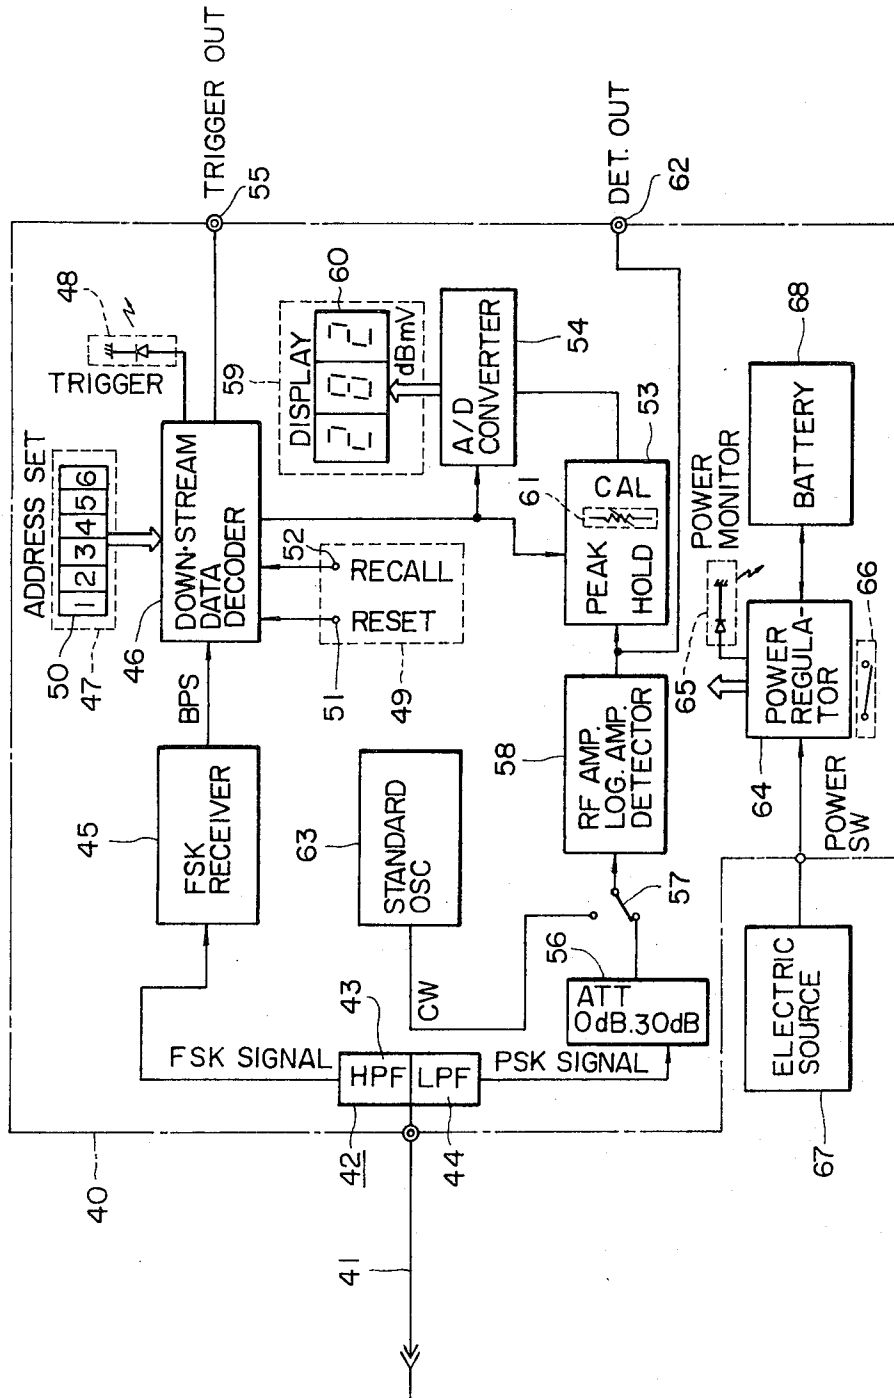 ADDRESS SET
1 2 3 4 5 6
50
47
48
TRIGGER
TRIGGER OUT
55
45
FSK
RECEIVER
BPS
46
DOWN·STREAM
DATA
DECODER
59
DISPLAY
60
282
dBmV
51
52
RESET
RECALL
49
63
STANDARD
OSC
A/D
CONVERTER
54
FSK SIGNAL
43
CW
HPF
LPF
42
44
PSK SIGNAL
40
41
56
ATT
0dB.30dB
57
58
RF AMP.
LOG. AMP.
DETECTOR
61
PEAK
HOLD
CAL
53
DET. OUT
62
67
ELECTRIC
SOURCE
POWER
SW
64
POWER
REGULA-
TOR
65
66
POWER
MONITOR
68
BATTERY